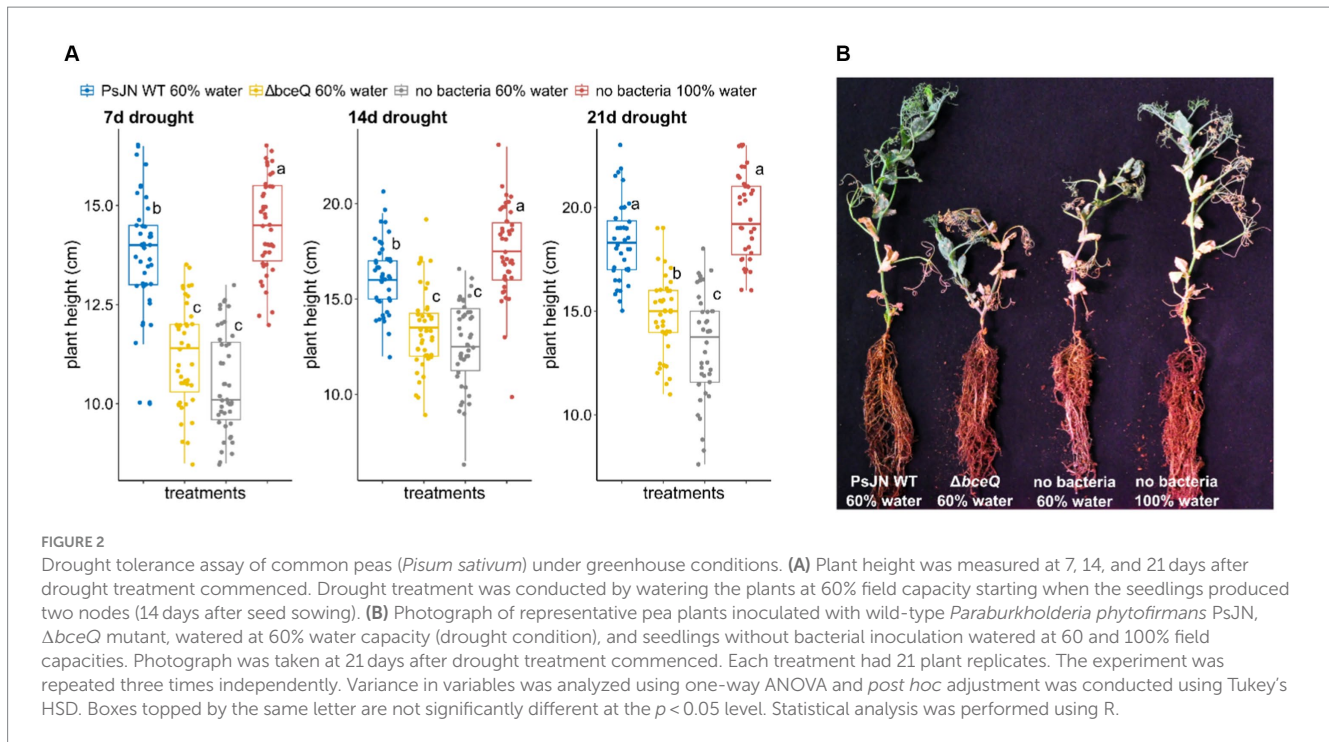 A
B
PsJN WT 60% water ΔbceQ 60% water no bacteria 60% water no bacteria 100% water
7d drought
14d drought
21d drought
plant height (cm)
15.0
12.5
10.0
b
c
c
a
treatments
plant height (cm)
20.0
15.0
10.0
b
c
c
a
treatments
plant height (cm)
20.0
15.0
10.0
a
b
c
a
treatments
PsJN WT
60% water
ΔbceQ
60% water
no bacteria
60% water
no bacteria
100% water
FIGURE 2
Drought tolerance assay of common peas (Pisum sativum) under greenhouse conditions. (A) Plant height was measured at 7, 14, and 21 days after
drought treatment commenced. Drought treatment was conducted by watering the plants at 60% field capacity starting when the seedlings produced
two nodes (14 days after seed sowing). (B) Photograph of representative pea plants inoculated with wild-type Paraburkholderia phytofirmans PsJN,
ΔbceQ mutant, watered at 60% water capacity (drought condition), and seedlings without bacterial inoculation watered at 60 and 100% field
capacities. Photograph was taken at 21 days after drought treatment commenced. Each treatment had 21 plant replicates. The experiment was
repeated three times independently. Variance in variables was analyzed using one-way ANOVA and post hoc adjustment was conducted using Tukey's
HSD. Boxes topped by the same letter are not significantly different at the p < 0.05 level. Statistical analysis was performed using R.